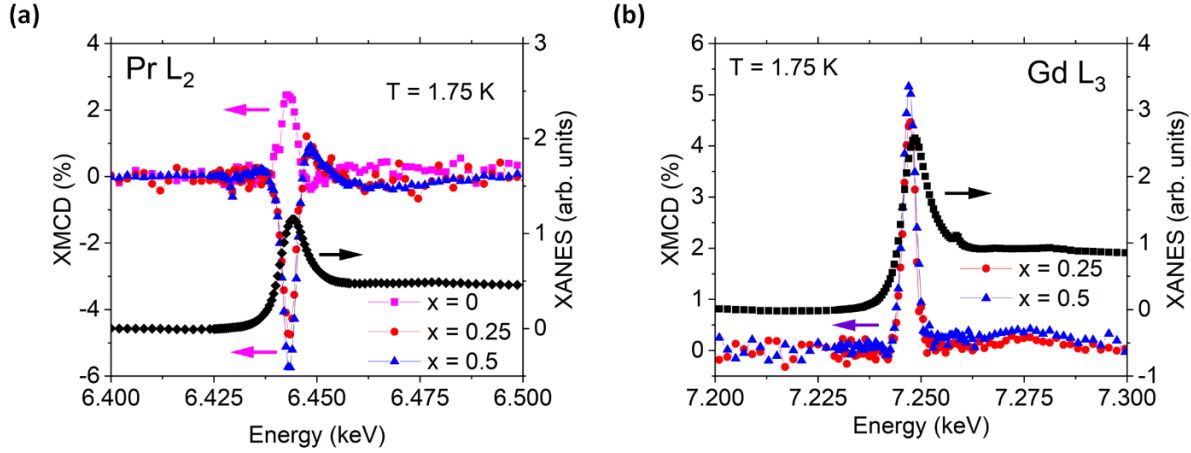 (a)
Pr L2
T = 1.75 K
XMCD (%)
4
2
0
-2
-4
-6
XANES (arb. units)
3
2
1
0
x = 0
x = 0.25
x = 0.5
6.400
6.425
6.450
6.475
6.500
Energy (keV)
(b)
T = 1.75 K
Gd L3
XMCD (%)
6
5
4
3
2
1
0
XANES (arb. units)
4
3
2
1
0
-1
x = 0.25
x = 0.5
7.200
7.225
7.250
7.275
7.300
Energy (keV)